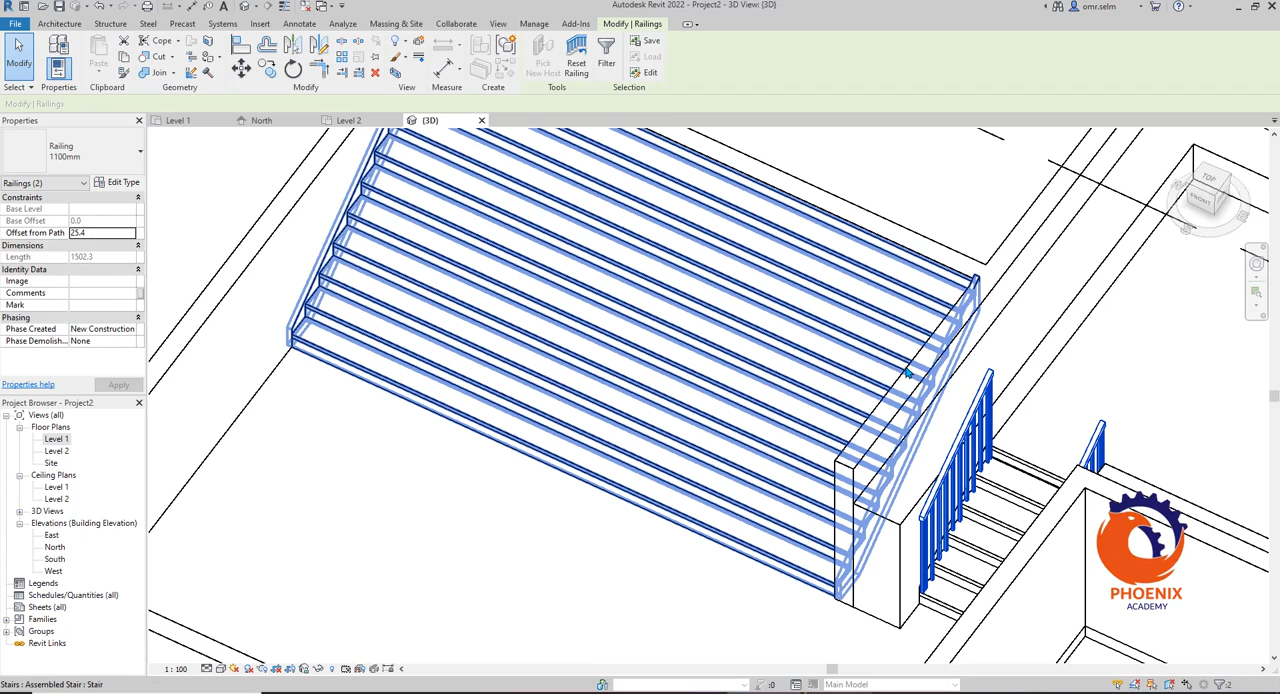 Autodesk Revit 2022 - Project2 - 3D View: {3D}
omr.selm
File Architecture Structure Steel Precast Systems Insert Annotate Analyze Massing & Site Collaborate View Manage Add-Ins Modify | Railings
Modify
Paste
Cope
Cut
Join
Pick New Host
Reset Railing
Filter
Save
Load
Edit
Select Properties Clipboard Geometry Modify View Measure Create Tools Selection
Modify | Railings
Properties
Level 1
North
Level 2
{3D}
Railing
1100mm
Railings (2)
Edit Type
Constraints
Base Level
Base Offset 0.0
Offset from Path 25.4
Dimensions
Length 1502.3
Identity Data
Image
Comments
Mark
Phasing
Phase Created New Construction
Phase Demolish... None
Properties help
Apply
Project Browser - Project2
Views (all)
Floor Plans
Level 1
Level 2
Site
Ceiling Plans
Level 1
Level 2
3D Views
Elevations (Building Elevation)
East
North
South
West
Legends
Schedules/Quantities (all)
Sheets (all)
Families
Groups
Revit Links
TOP
FRONT
PHOENIX
ACADEMY
1 : 100
Stairs : Assembled Stair : Stair
:0
Main Model
:2